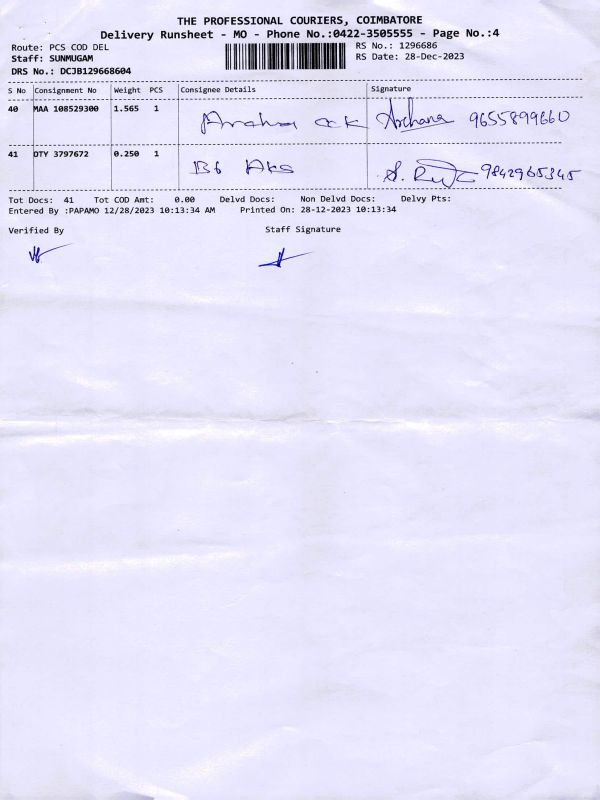 THE PROFESSIONAL COURIERS, COIMBATORE
Delivery Runsheet - MO - Phone No.:0422-3505555 - Page No.:4
Route: PCS COD DEL RS No.: 1296686
Staff: SUNMUGAM RS Date: 28-Dec-2023
DRS No.: DCJB129668604
S No Consignment No Weight PCS Consignee Details Signature
40 MAA 108529300 1.565 1 Archana 9655899660
41 DTY 3797672 0.250 1 9842965345
Tot Docs: 41 Tot COD Amt: 0.00 Delvd Docs: Non Delvd Docs: Delvy Pts:
Entered By :PAPAMO 12/28/2023 10:13:34 AM Printed On: 28-12-2023 10:13:34
Verified By Staff Signature